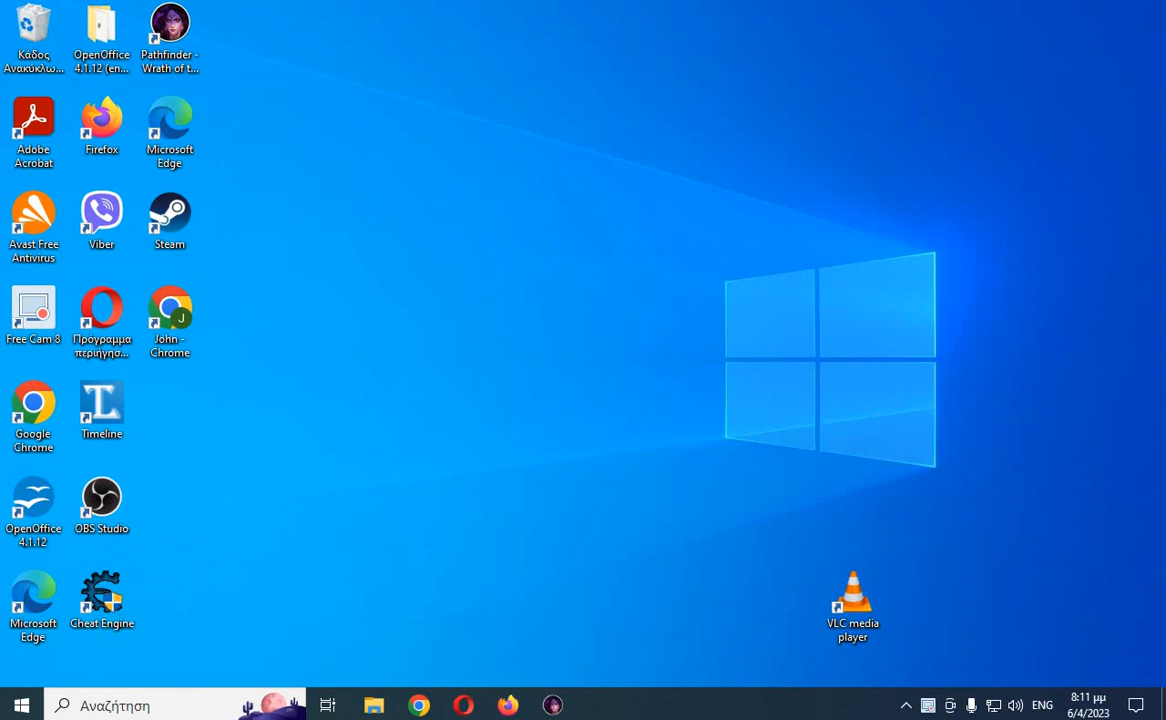 Κάδος
Ανακύκλω...
OpenOffice
4.1.12 (en...
Pathfinder -
Wrath of t...
Adobe
Acrobat
Firefox
Microsoft
Edge
Avast Free
Antivirus
Viber
Steam
Free Cam 8
Πρόγραμμα
περιήγησ...
John -
Chrome
J
Google
Chrome
Timeline
T
OpenOffice
4.1.12
OBS Studio
Microsoft
Edge
Cheat Engine
VLC media
player
Αναζήτηση
ENG
8:11 μμ
6/4/2023